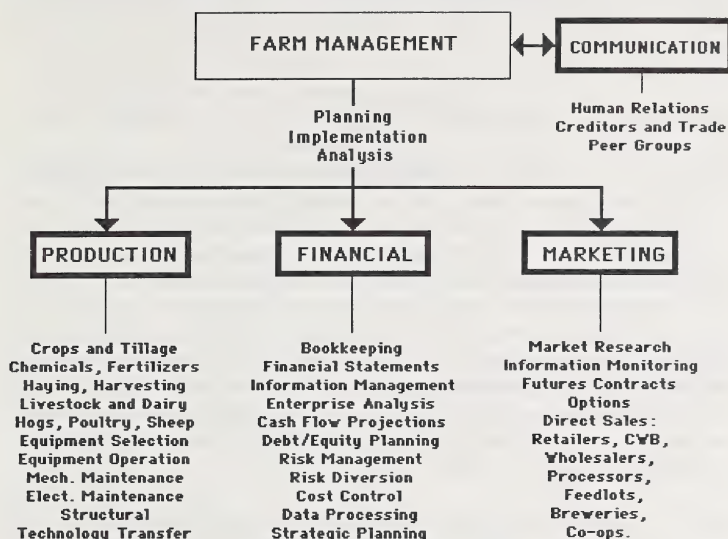 FARM MANAGEMENT
COMMUNICATION
Human Relations
Creditors and Trade
Peer Groups
Planning
Implementation
Analysis
PRODUCTION
Crops and Tillage
Chemicals, Fertilizers
Haying, Harvesting
Livestock and Dairy
Hogs, Poultry, Sheep
Equipment Selection
Equipment Operation
Mech. Maintenance
Elect. Maintenance
Structural
Technology Transfer
FINANCIAL
Bookkeeping
Financial Statements
Information Management
Enterprise Analysis
Cash Flow Projections
Debt/Equity Planning
Risk Management
Risk Diversion
Cost Control
Data Processing
Strategic Planning
MARKETING
Market Research
Information Monitoring
Futures Contracts
Options
Direct Sales:
Retailers, CWB,
Wholesalers,
Processors,
Feedlots,
Breweries,
Co-ops.